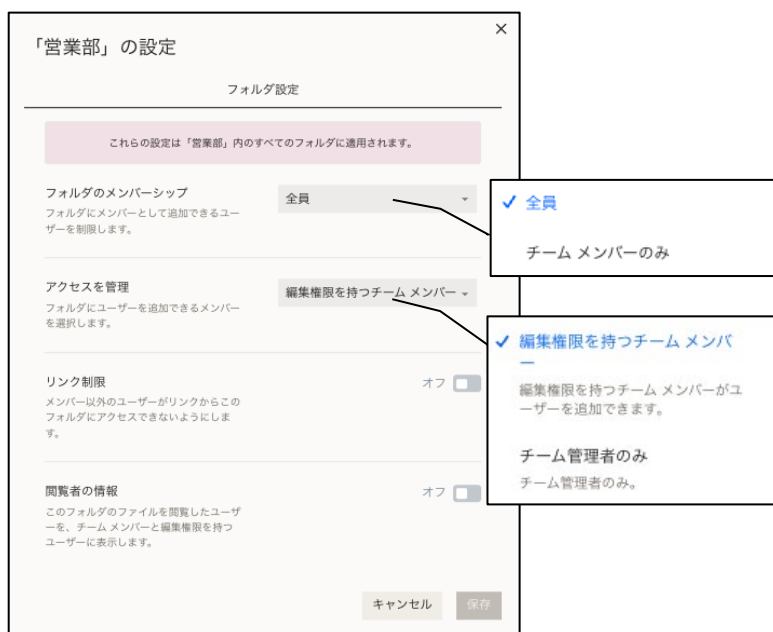 「営業部」の設定
フォルダ設定
これらの設定は「営業部」内のすべてのフォルダに適用されます。
フォルダのメンバーシップ
フォルダにメンバーとして追加できるユー
ザーを制限します。
全員
全員
チーム メンバーのみ
アクセスを管理
フォルダにユーザーを追加できるメンバー
を選択します。
編集権限を持つチーム メンバー
編集権限を持つチーム メンバ
ー
編集権限を持つチーム メンバーがユ
ーザーを追加できます。
チーム管理者のみ
チーム管理者のみ。
リンク制限
メンバー以外のユーザーがリンクからこの
フォルダにアクセスできないようにしま
す。
オフ
閲覧者の情報
このフォルダのファイルを閲覧したユーザ
ーを、チーム メンバーと編集権限を持つ
ユーザーに表示します。
オフ
キャンセル
保存